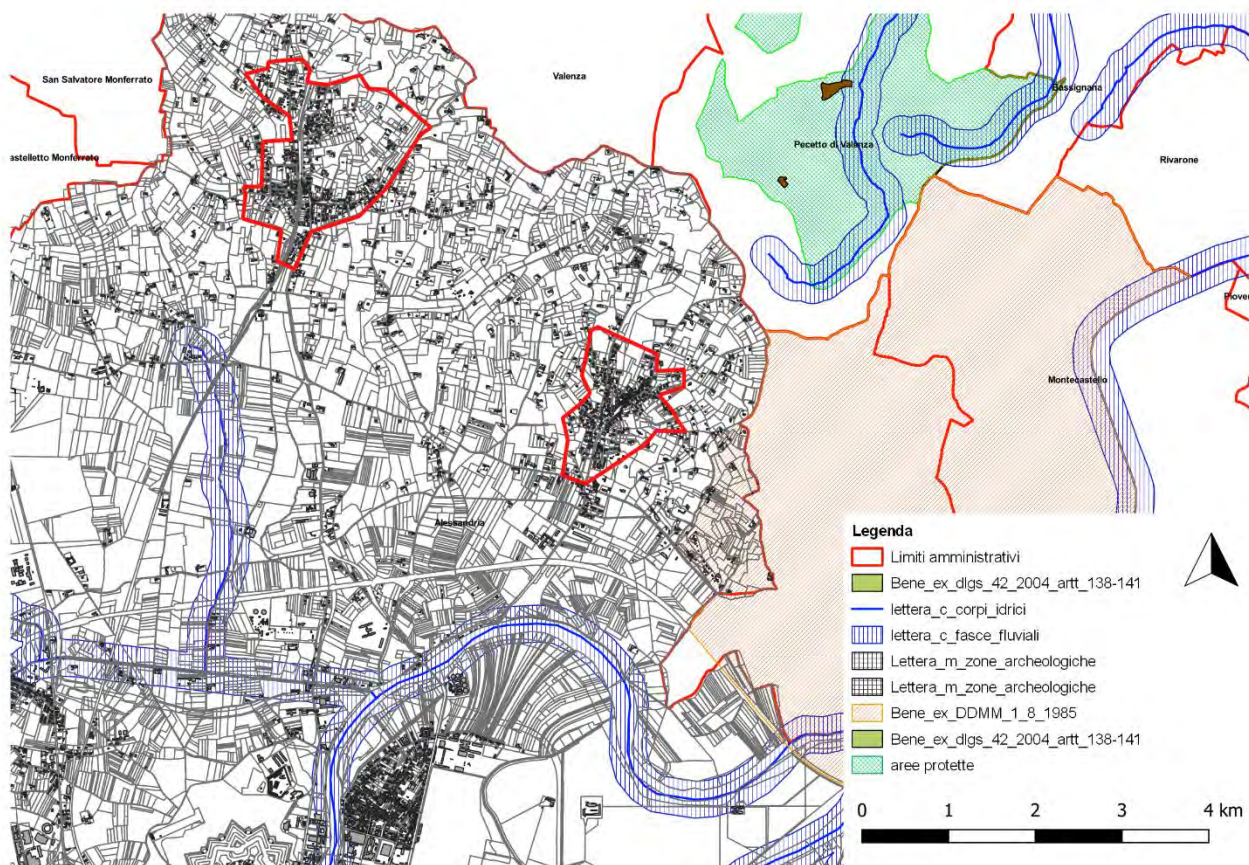 San Salvatore Monferrato
Valenza
Bassignana
astelletto Monferrato
Pecetto di Valenza
Rivarone
Piover
Montecastello
Alessandria
Legenda
Limiti amministrativi
Bene_ex_dlgs_42_2004_artt_138-141
lettera_c_corpi_idrici
lettera_c_fasce_fluviali
Lettera_m_zone_archeologiche
Lettera_m_zone_archeologiche
Bene_ex_DDMM_1_8_1985
Bene_ex_dlgs_42_2004_artt_138-141
aree protette
0 1 2 3 4 km